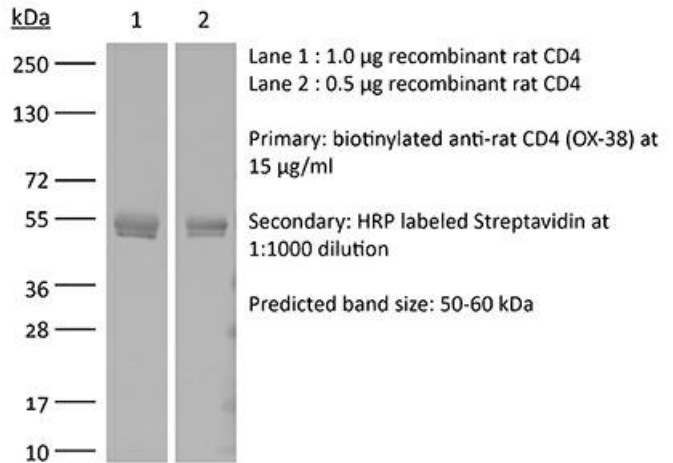 kDa 1 2
250
130
72
55
36
28
17
10
Lane 1 : 1.0 µg recombinant rat CD4
Lane 2 : 0.5 µg recombinant rat CD4
Primary: biotinylated anti-rat CD4 (OX-38) at
15 µg/ml
Secondary: HRP labeled Streptavidin at
1:1000 dilution
Predicted band size: 50-60 kDa